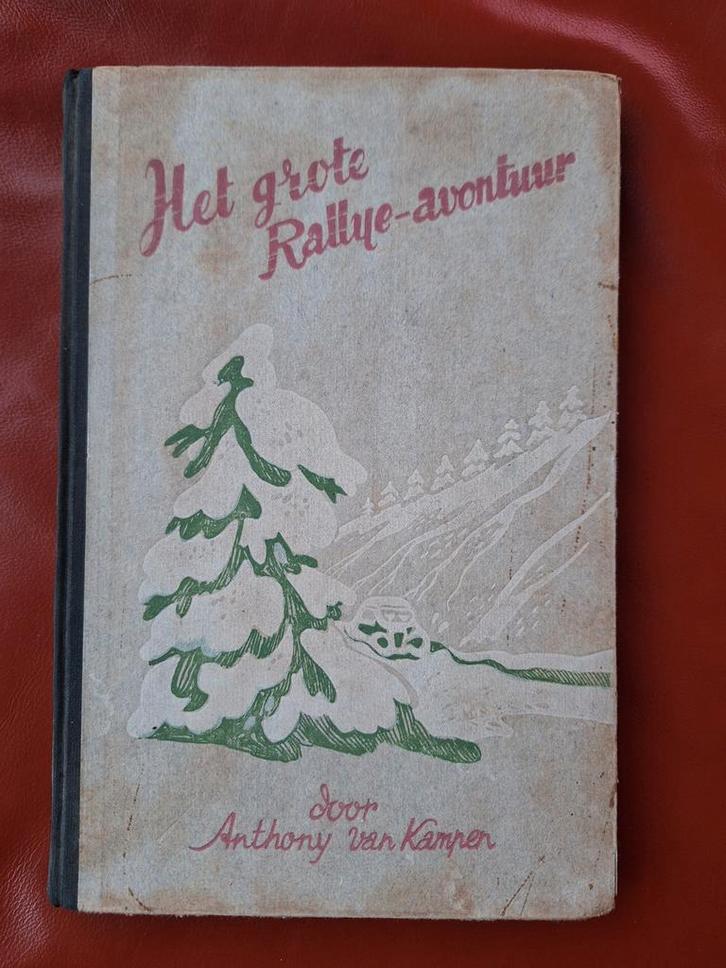 Het grote
Rallye-avontuur
door
Anthony van Kampen